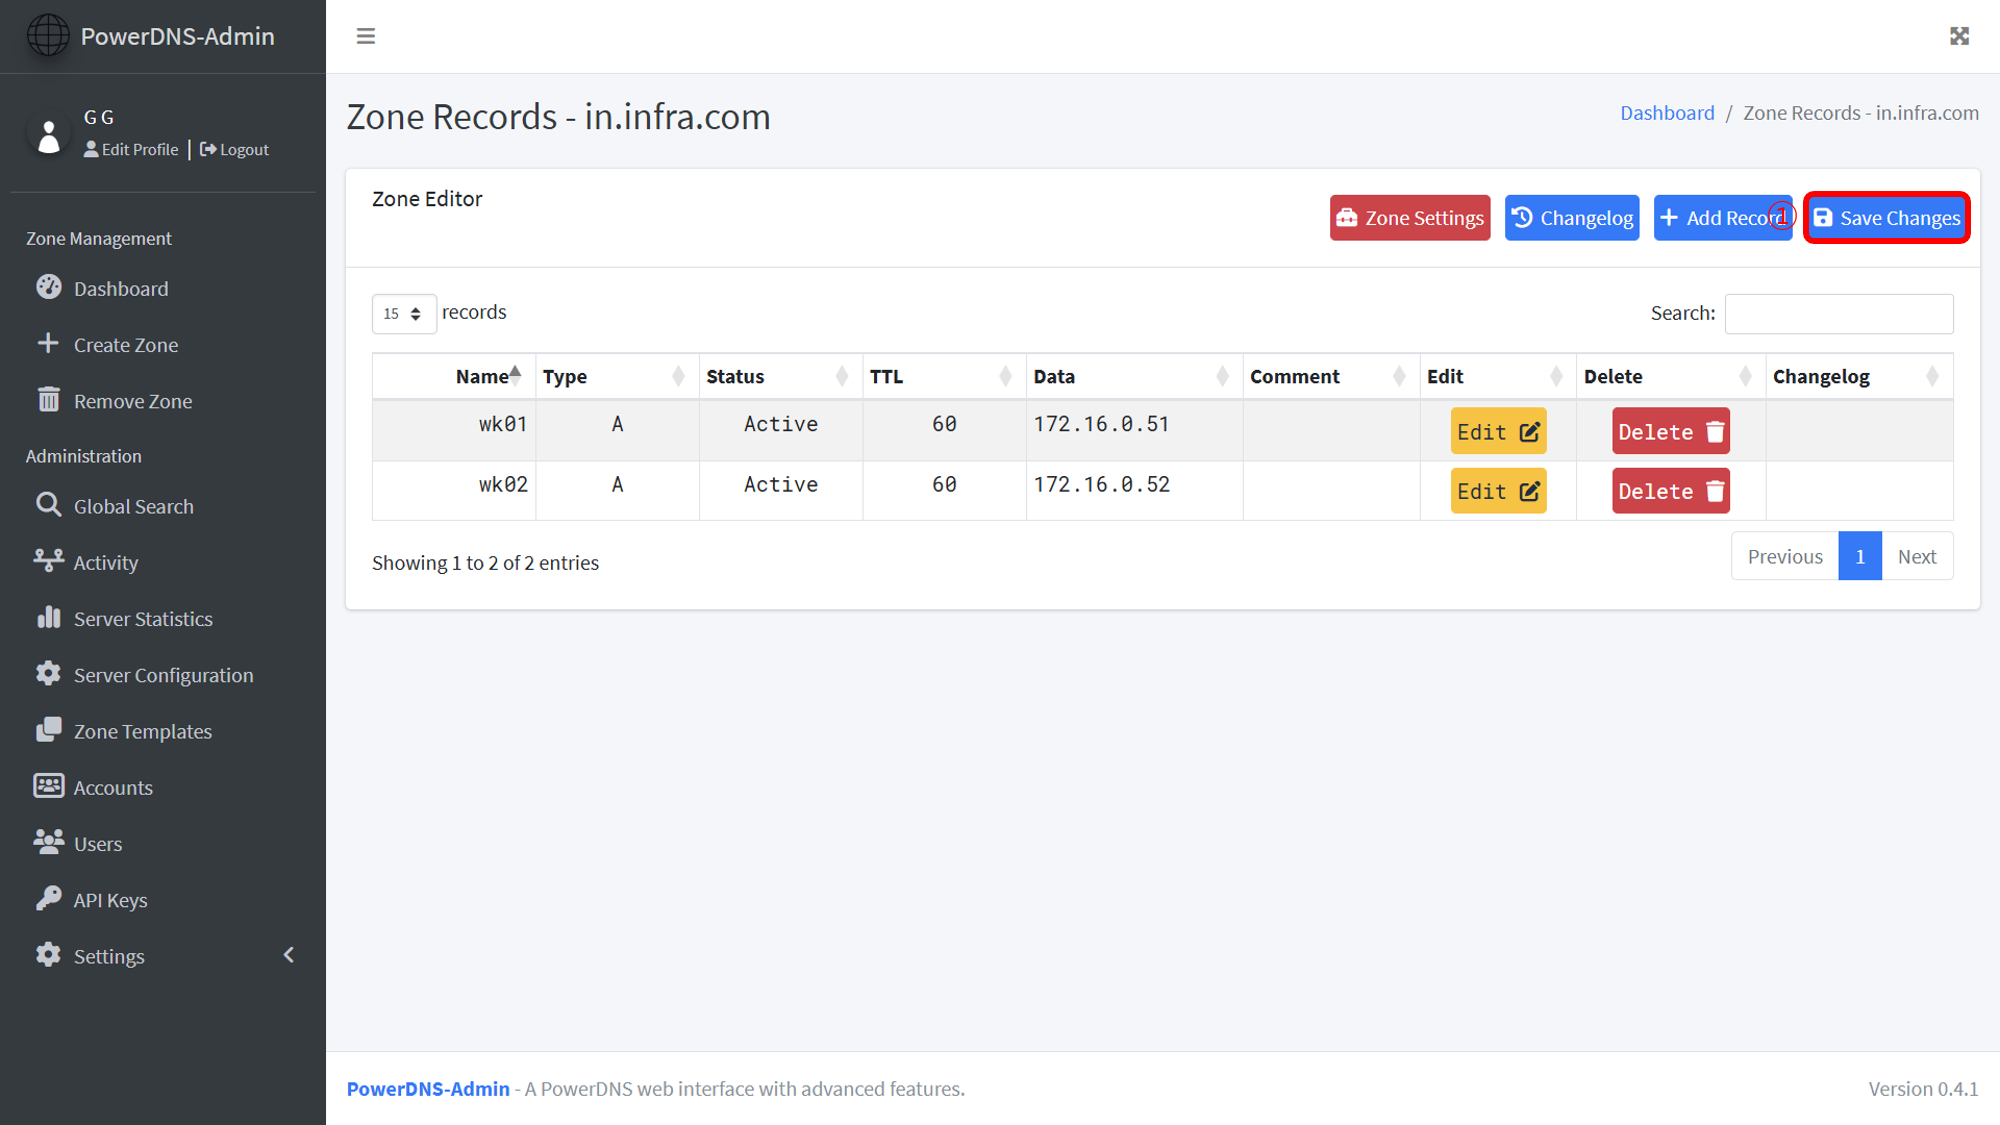 PowerDNS-Admin
G G
Edit Profile | Logout
Zone Management
Dashboard
Create Zone
Remove Zone
Administration
Global Search
Activity
Server Statistics
Server Configuration
Zone Templates
Accounts
Users
API Keys
Settings
Zone Records - in.infra.com
Dashboard / Zone Records - in.infra.com
Zone Editor
Zone Settings Changelog Add Record ① Save Changes
15 records
Search:
Name Type Status TTL Data Comment Edit Delete Changelog
wk01 A Active 60 172.16.0.51 Edit Delete
wk02 A Active 60 172.16.0.52 Edit Delete
Showing 1 to 2 of 2 entries
Previous 1 Next
PowerDNS-Admin - A PowerDNS web interface with advanced features.
Version 0.4.1